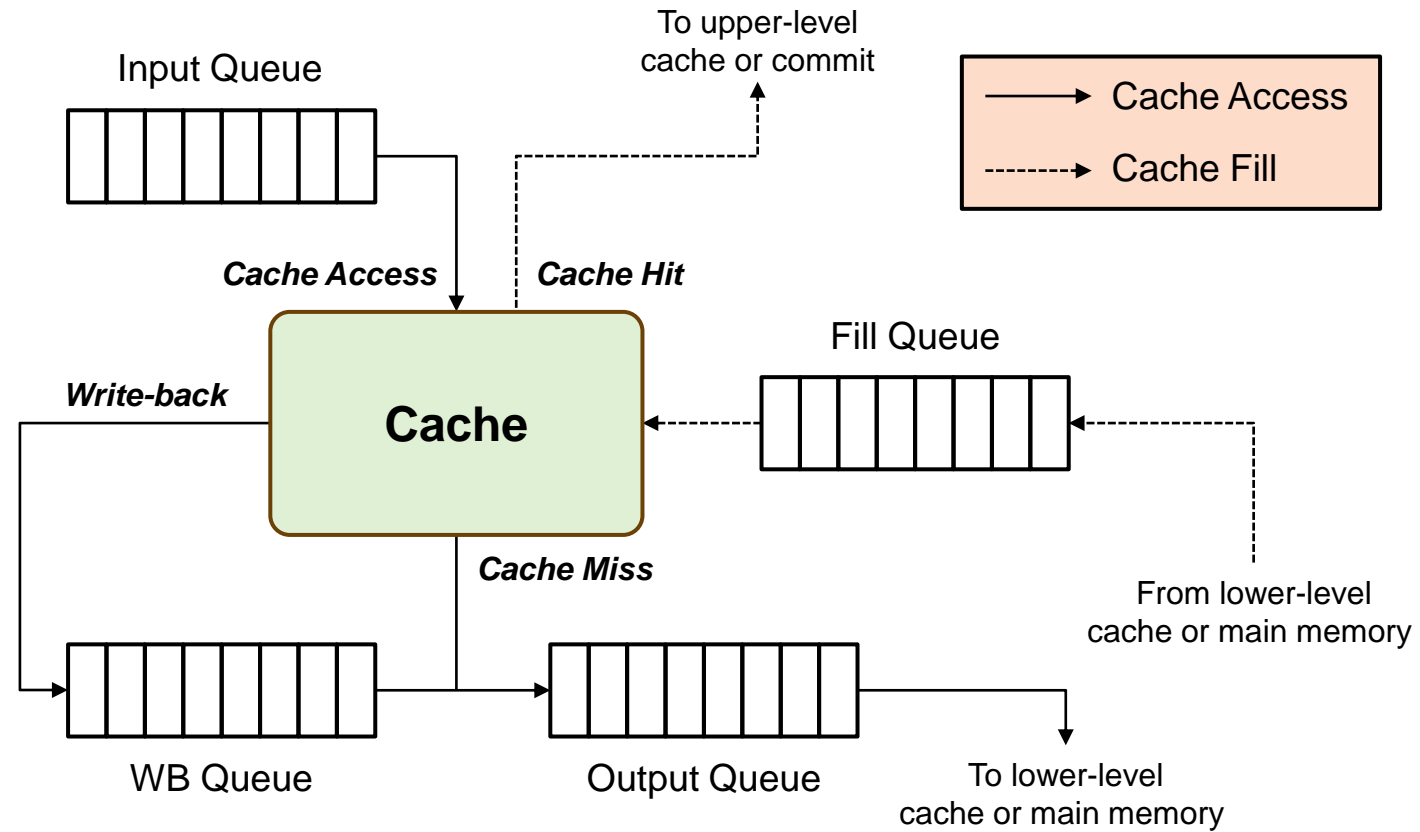 To upper-level
cache or commit
Input Queue
Cache Access
Cache Fill
Cache Access
Cache Hit
Fill Queue
Write-back
Cache
Cache Miss
From lower-level
cache or main memory
WB Queue
Output Queue
To lower-level
cache or main memory